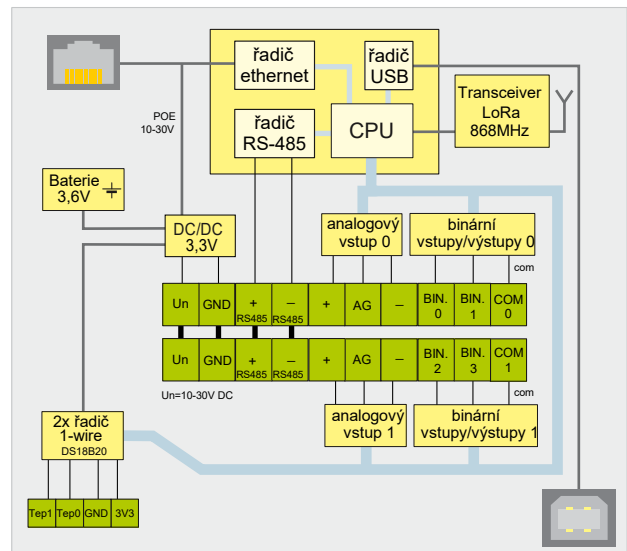 řadič
ethernet
řadič
USB
Transceiver
LoRa
868MHz
POE
10-30V
řadič
RS-485
CPU
Baterie
3,6V
DC/DC
3,3V
analogový
vstup 0
binární
vstupy/výstupy 0
com
Un
GND
+
RS485
–
RS485
+
AG
–
BIN.
0
BIN.
1
COM
0
Un
GND
+
RS485
–
RS485
+
AG
–
BIN.
2
BIN.
3
COM
1
Un=10-30V DC
com
analogový
vstup 1
binární
vstupy/výstupy 1
2x řadič
1-wire
DS18B20
Tep1
Tep0
GND
3V3